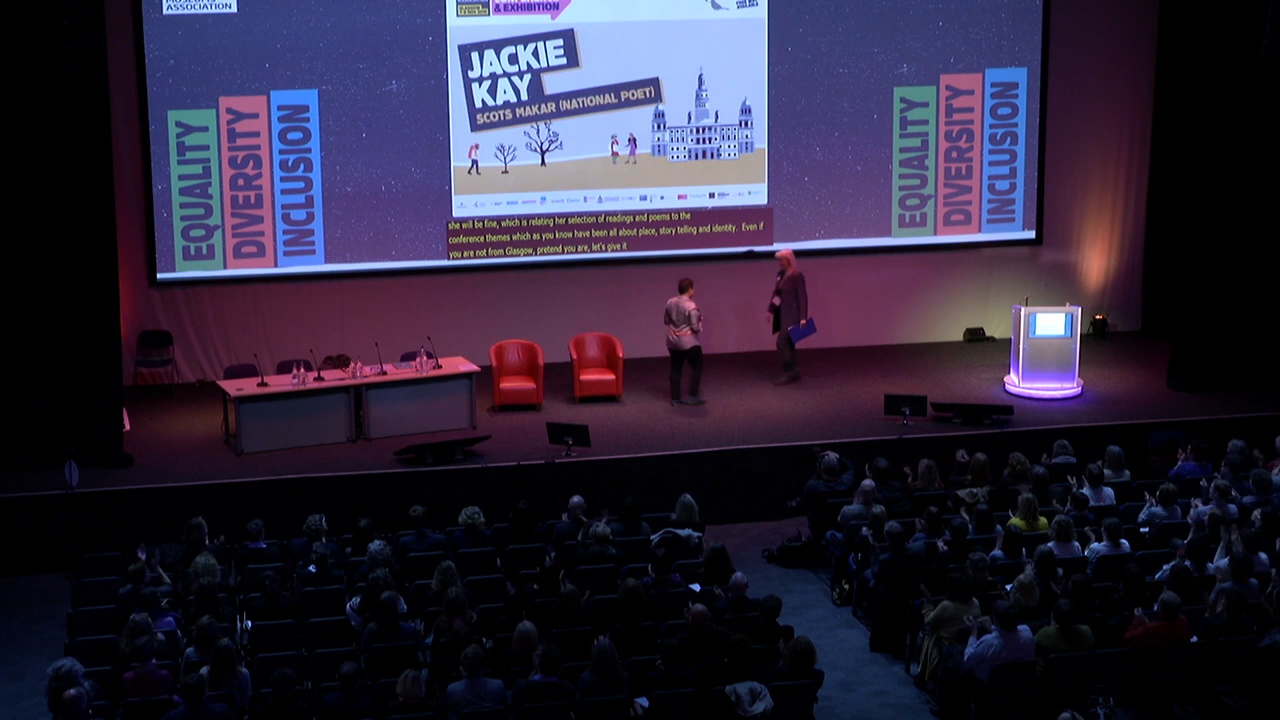 MUSEUMS
ASSOCIATION
& EXHIBITION
JACKIE
KAY
SCOTS MAKAR (NATIONAL POET)
EQUALITY
DIVERSITY
INCLUSION
EQUALITY
DIVERSITY
INCLUSION
she will be fine, which is relating her selection of readings and poems to the
conference themes which as you know have been all about place, story telling and identity. Even if
you are not from Glasgow, pretend you are, let's give it